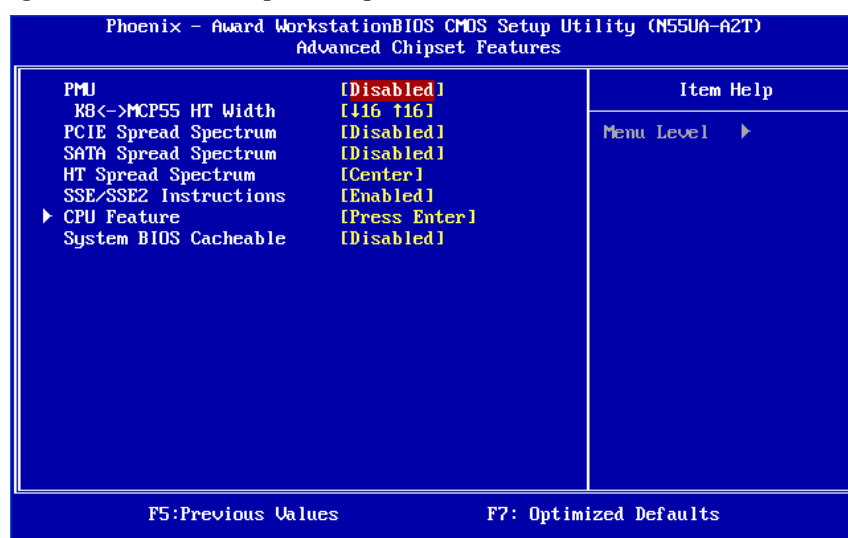 Phoenix - Award WorkstationBIOS CMOS Setup Utility (N55UA-A2T)
Advanced Chipset Features
PMU [Disabled]
K8<->MCP55 HT Width [↓16 ↑16]
PCIE Spread Spectrum [Disabled]
SATA Spread Spectrum [Disabled]
HT Spread Spectrum [Center]
SSE/SSE2 Instructions [Enabled]
CPU Feature [Press Enter]
System BIOS Cacheable [Disabled]
Item Help
Menu Level
F5:Previous Values F7: Optimized Defaults